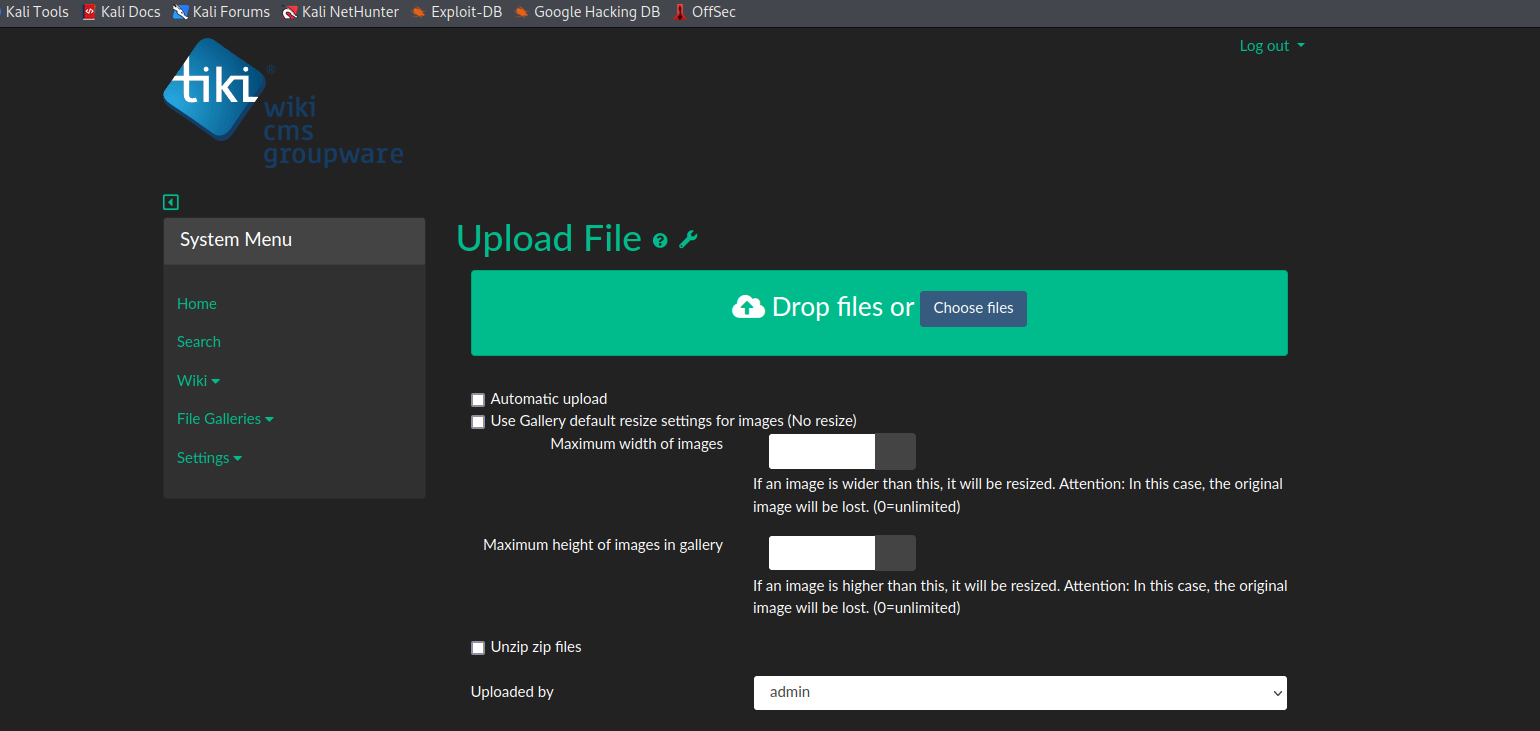 Kali Tools Kali Docs Kali Forums Kali NetHunter Exploit-DB Google Hacking DB OffSec
Log out
tiki ®
wiki
cms
groupware
System Menu
Home
Search
Wiki
File Galleries
Settings
Upload File
Drop files or Choose files
Automatic upload
Use Gallery default resize settings for images (No resize)
Maximum width of images
If an image is wider than this, it will be resized. Attention: In this case, the original
image will be lost. (0=unlimited)
Maximum height of images in gallery
If an image is higher than this, it will be resized. Attention: In this case, the original
image will be lost. (0=unlimited)
Unzip zip files
Uploaded by admin